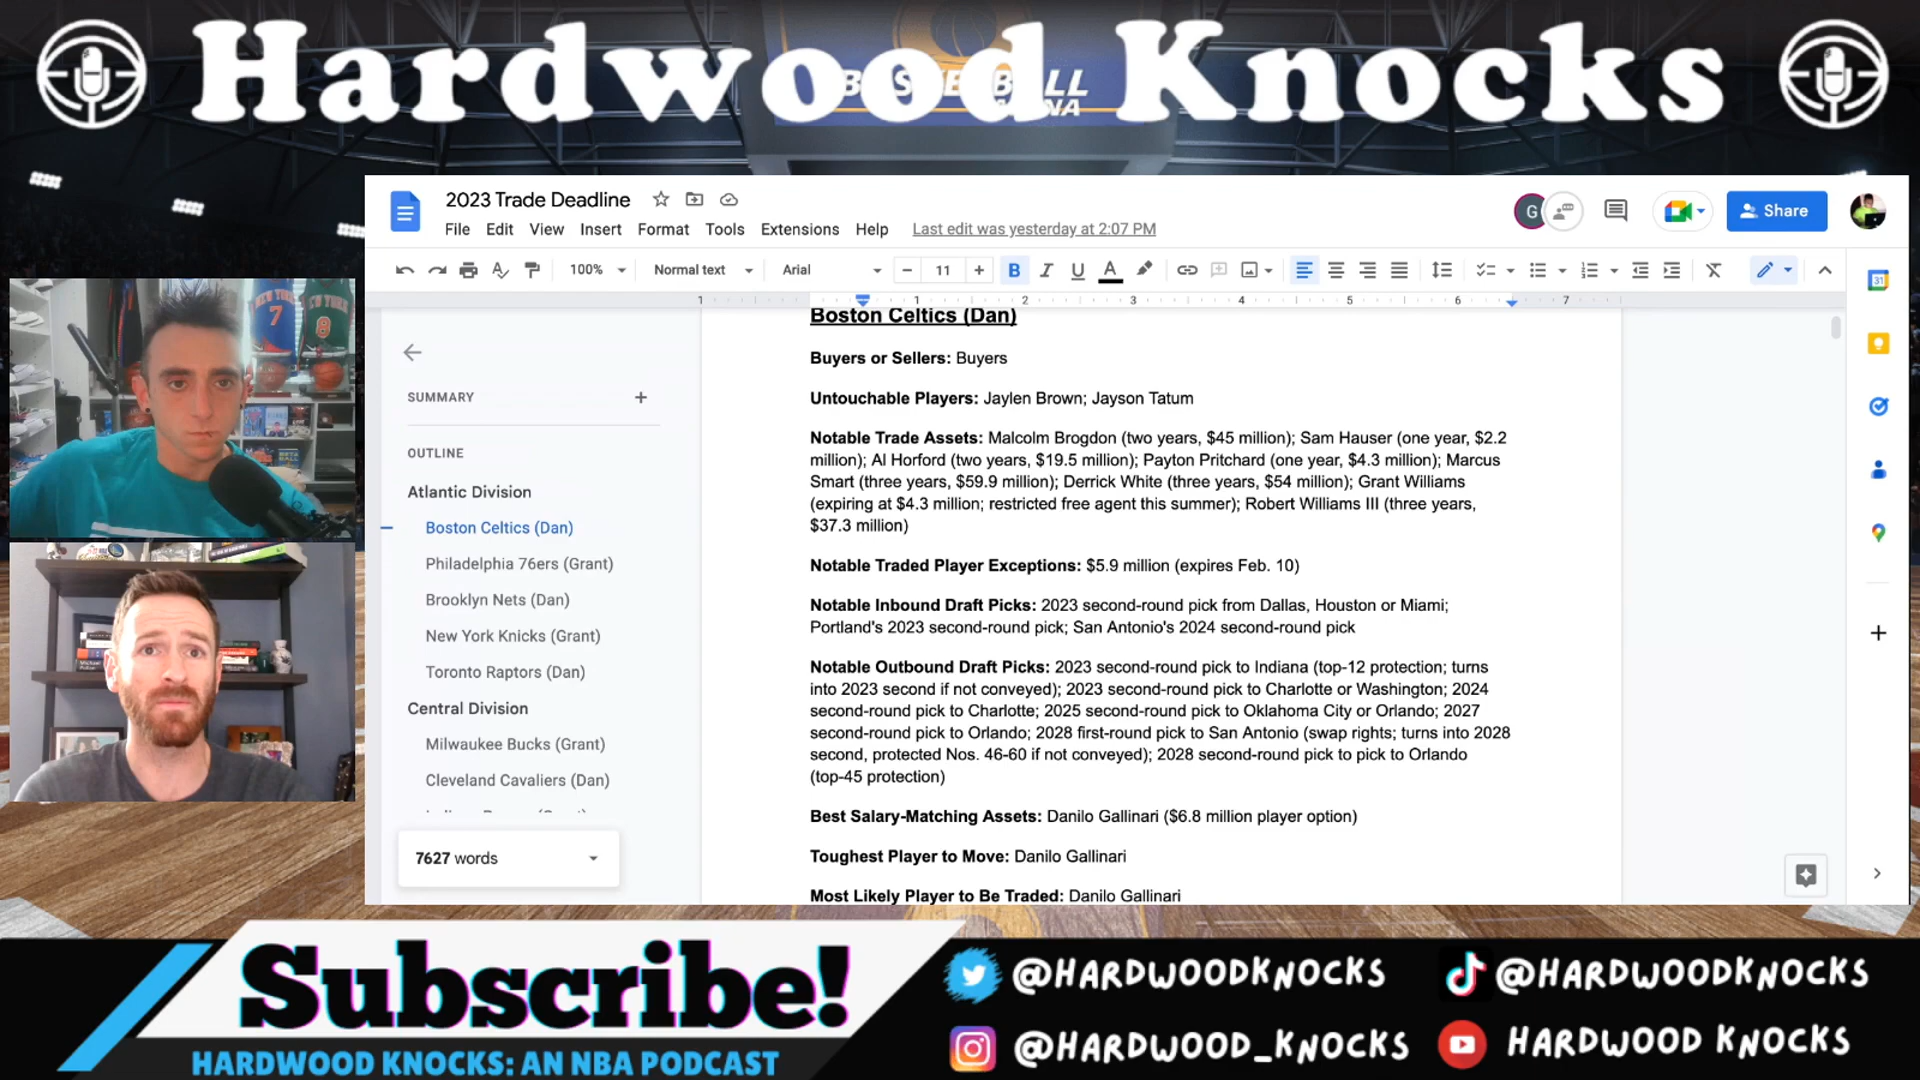 Hardwood Knocks
BASKETBALL
2023 Trade Deadline
File Edit View Insert Format Tools Extensions Help Last edit was yesterday at 2:07 PM
G
Share
100% Normal text Arial 11 B I U A
1 1 2 3 4 5 6 7
31
NEW YORK
7
8
SUMMARY
OUTLINE
Atlantic Division
Boston Celtics (Dan)
Philadelphia 76ers (Grant)
Brooklyn Nets (Dan)
New York Knicks (Grant)
Toronto Raptors (Dan)
Central Division
Milwaukee Bucks (Grant)
Cleveland Cavaliers (Dan)
7627 words
Boston Celtics (Dan)
Buyers or Sellers: Buyers
Untouchable Players: Jaylen Brown; Jayson Tatum
Notable Trade Assets: Malcolm Brogdon (two years, $45 million); Sam Hauser (one year, $2.2
million); Al Horford (two years, $19.5 million); Payton Pritchard (one year, $4.3 million); Marcus
Smart (three years, $59.9 million); Derrick White (three years, $54 million); Grant Williams
(expiring at $4.3 million; restricted free agent this summer); Robert Williams III (three years,
$37.3 million)
Notable Traded Player Exceptions: $5.9 million (expires Feb. 10)
Notable Inbound Draft Picks: 2023 second-round pick from Dallas, Houston or Miami;
Portland's 2023 second-round pick; San Antonio's 2024 second-round pick
Notable Outbound Draft Picks: 2023 second-round pick to Indiana (top-12 protection; turns
into 2023 second if not conveyed); 2023 second-round pick to Charlotte or Washington; 2024
second-round pick to Charlotte; 2025 second-round pick to Oklahoma City or Orlando; 2027
second-round pick to Orlando; 2028 first-round pick to San Antonio (swap rights; turns into 2028
second, protected Nos. 46-60 if not conveyed); 2028 second-round pick to pick to Orlando
(top-45 protection)
Best Salary-Matching Assets: Danilo Gallinari ($6.8 million player option)
Toughest Player to Move: Danilo Gallinari
Most Likely Player to Be Traded: Danilo Gallinari
Subscribe!
HARDWOOD KNOCKS: AN NBA PODCAST
@HARDWOODKNOCKS
@HARDWOODKNOCKS
@HARDWOOD_KNOCKS
HARDWOOD KNOCKS